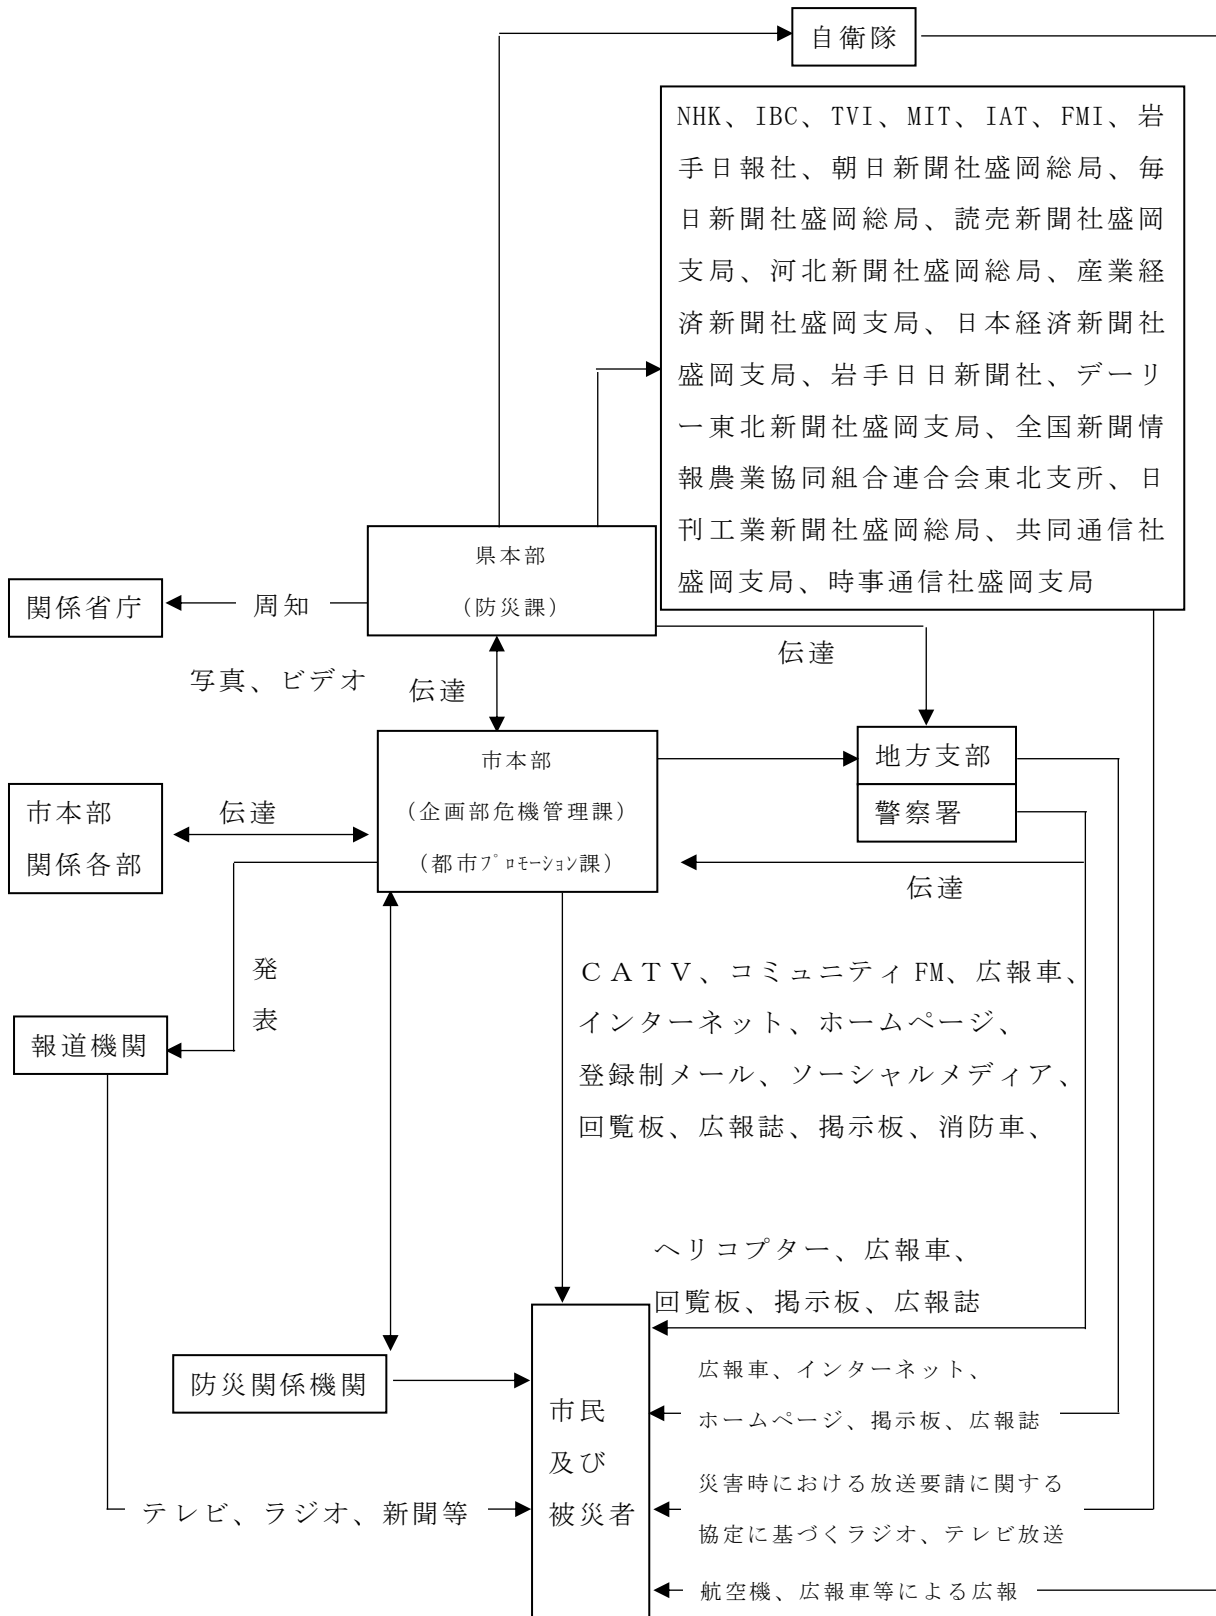 自衛隊
NHK、IBC、TVI、MIT、IAT、FMI、岩
手日報社、朝日新聞社盛岡総局、毎
日新聞社盛岡総局、読売新聞社盛岡
支局、河北新聞社盛岡総局、産業経
済新聞社盛岡支局、日本経済新聞社
盛岡支局、岩手日日新聞社、デーリ
ー東北新聞社盛岡支局、全国新聞情
報農業協同組合連合会東北支所、日
刊工業新聞社盛岡総局、共同通信社
盛岡支局、時事通信社盛岡支局
県本部
（防災課）
関係省庁
周知
伝達
写真、ビデオ
伝達
市本部
（企画部危機管理課）
（都市ﾌﾟﾛﾓｰｼｮﾝ課）
地方支部
警察署
市本部
関係各部
伝達
伝達
発
表
報道機関
ＣＡＴＶ、コミュニティFM、広報車、
インターネット、ホームページ、
登録制メール、ソーシャルメディア、
回覧板、広報誌、掲示板、消防車、
ヘリコプター、広報車、
回覧板、掲示板、広報誌
防災関係機関
市民
及び
被災者
広報車、インターネット、
ホームページ、掲示板、広報誌
テレビ、ラジオ、新聞等
災害時における放送要請に関する
協定に基づくラジオ、テレビ放送
航空機、広報車等による広報